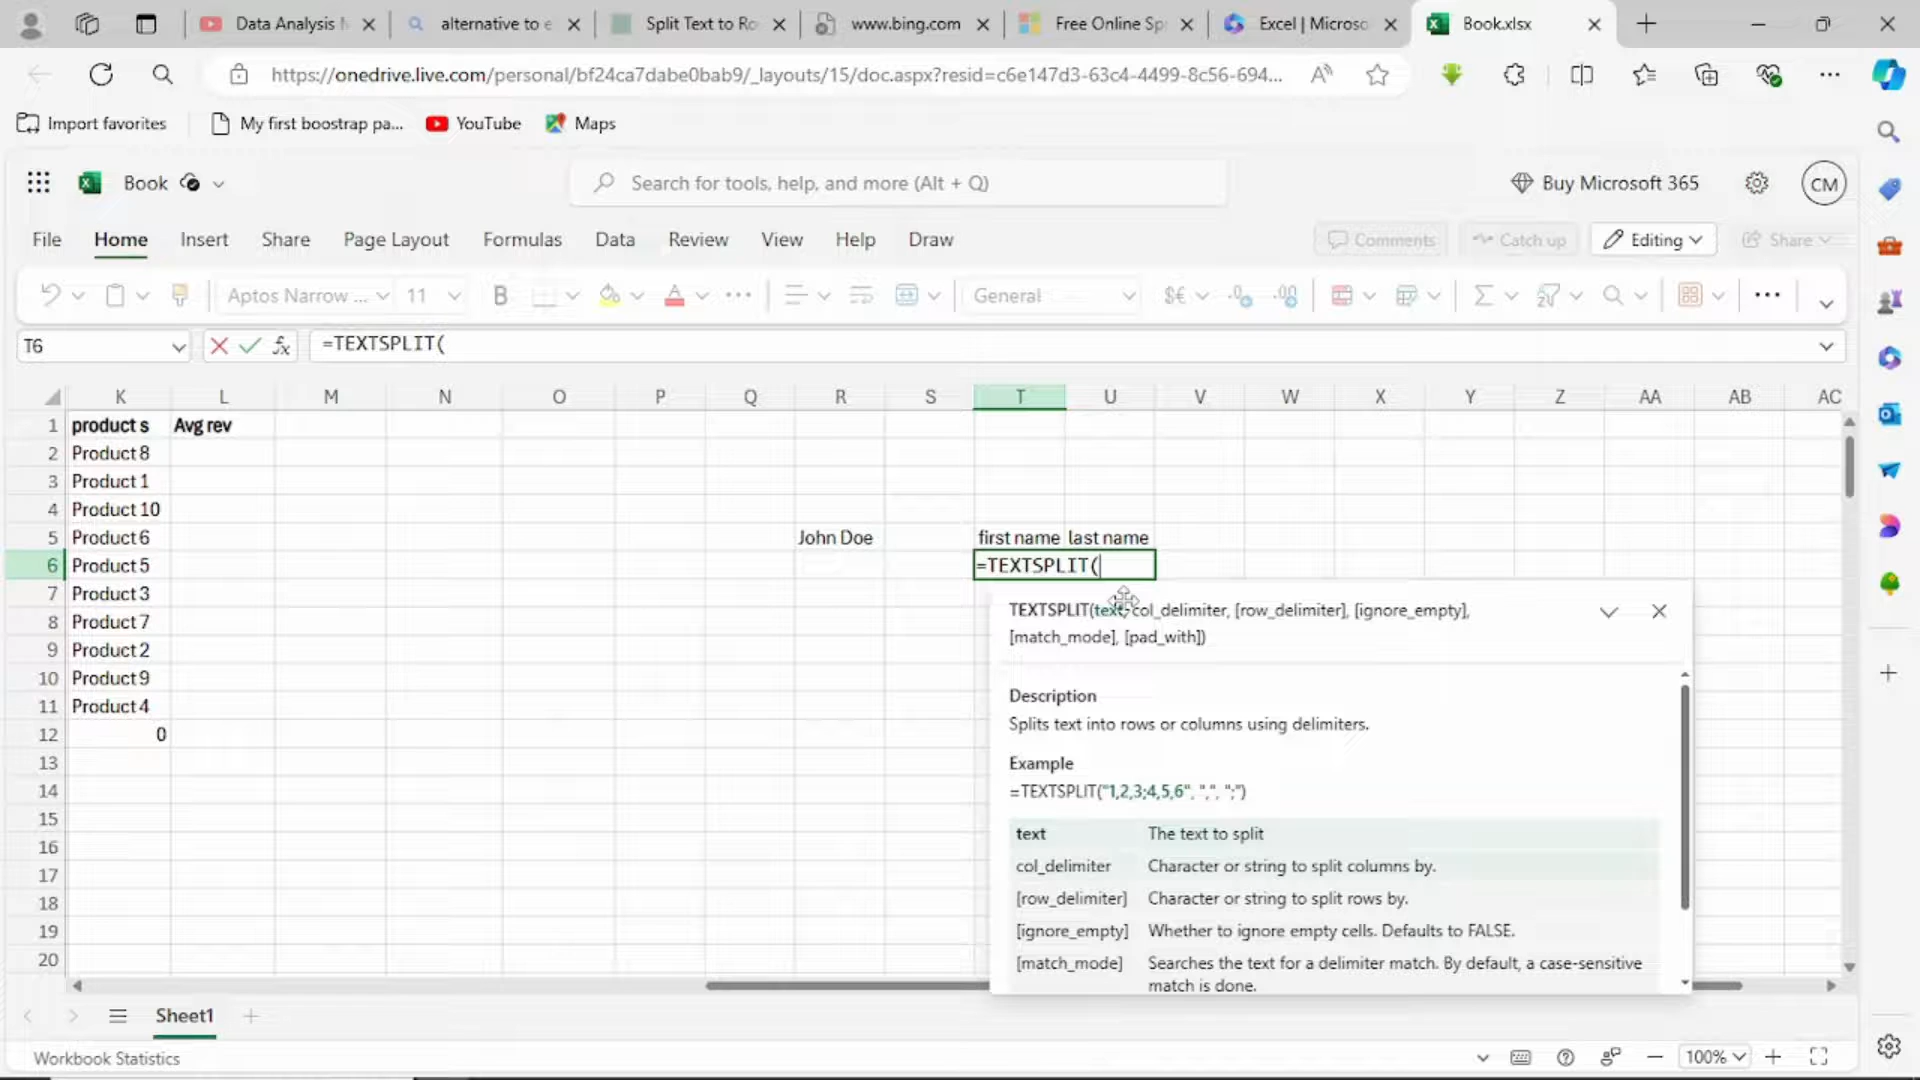 Data Analysis
alternative to e
Split Text to Ro
www.bing.com
Free Online Sp
Excel | Microso
Book.xlsx
https://onedrive.live.com/personal/bf24ca7dabe0bab9/_layouts/15/doc.aspx?resid=c6e147d3-63c4-4499-8c56-694...
Import favorites
My first boostrap pa...
YouTube
Maps
Book
Search for tools, help, and more (Alt + Q)
Buy Microsoft 365
CM
File Home Insert Share Page Layout Formulas Data Review View Help Draw
Comments
Catch up
Editing
Share
Aptos Narrow ...
11
B
General
$€
T6
fx
=TEXTSPLIT(
K L M N O P Q R S T U V W X Y Z AA AB AC
1 product s Avg rev
2 Product 8
3 Product 1
4 Product 10
5 Product 6 John Doe first name last name
6 Product 5 =TEXTSPLIT(
7 Product 3
8 Product 7
9 Product 2
10 Product 9
11 Product 4
12 0
13
14
15
16
17
18
19
20
TEXTSPLIT(text, col_delimiter, [row_delimiter], [ignore_empty],
[match_mode], [pad_with])
Description
Splits text into rows or columns using delimiters.
Example
=TEXTSPLIT("1,2,3;4,5,6", ",", ";")
text The text to split
col_delimiter Character or string to split columns by.
[row_delimiter] Character or string to split rows by.
[ignore_empty] Whether to ignore empty cells. Defaults to FALSE.
[match_mode] Searches the text for a delimiter match. By default, a case-sensitive
match is done.
Sheet1
Workbook Statistics
100%